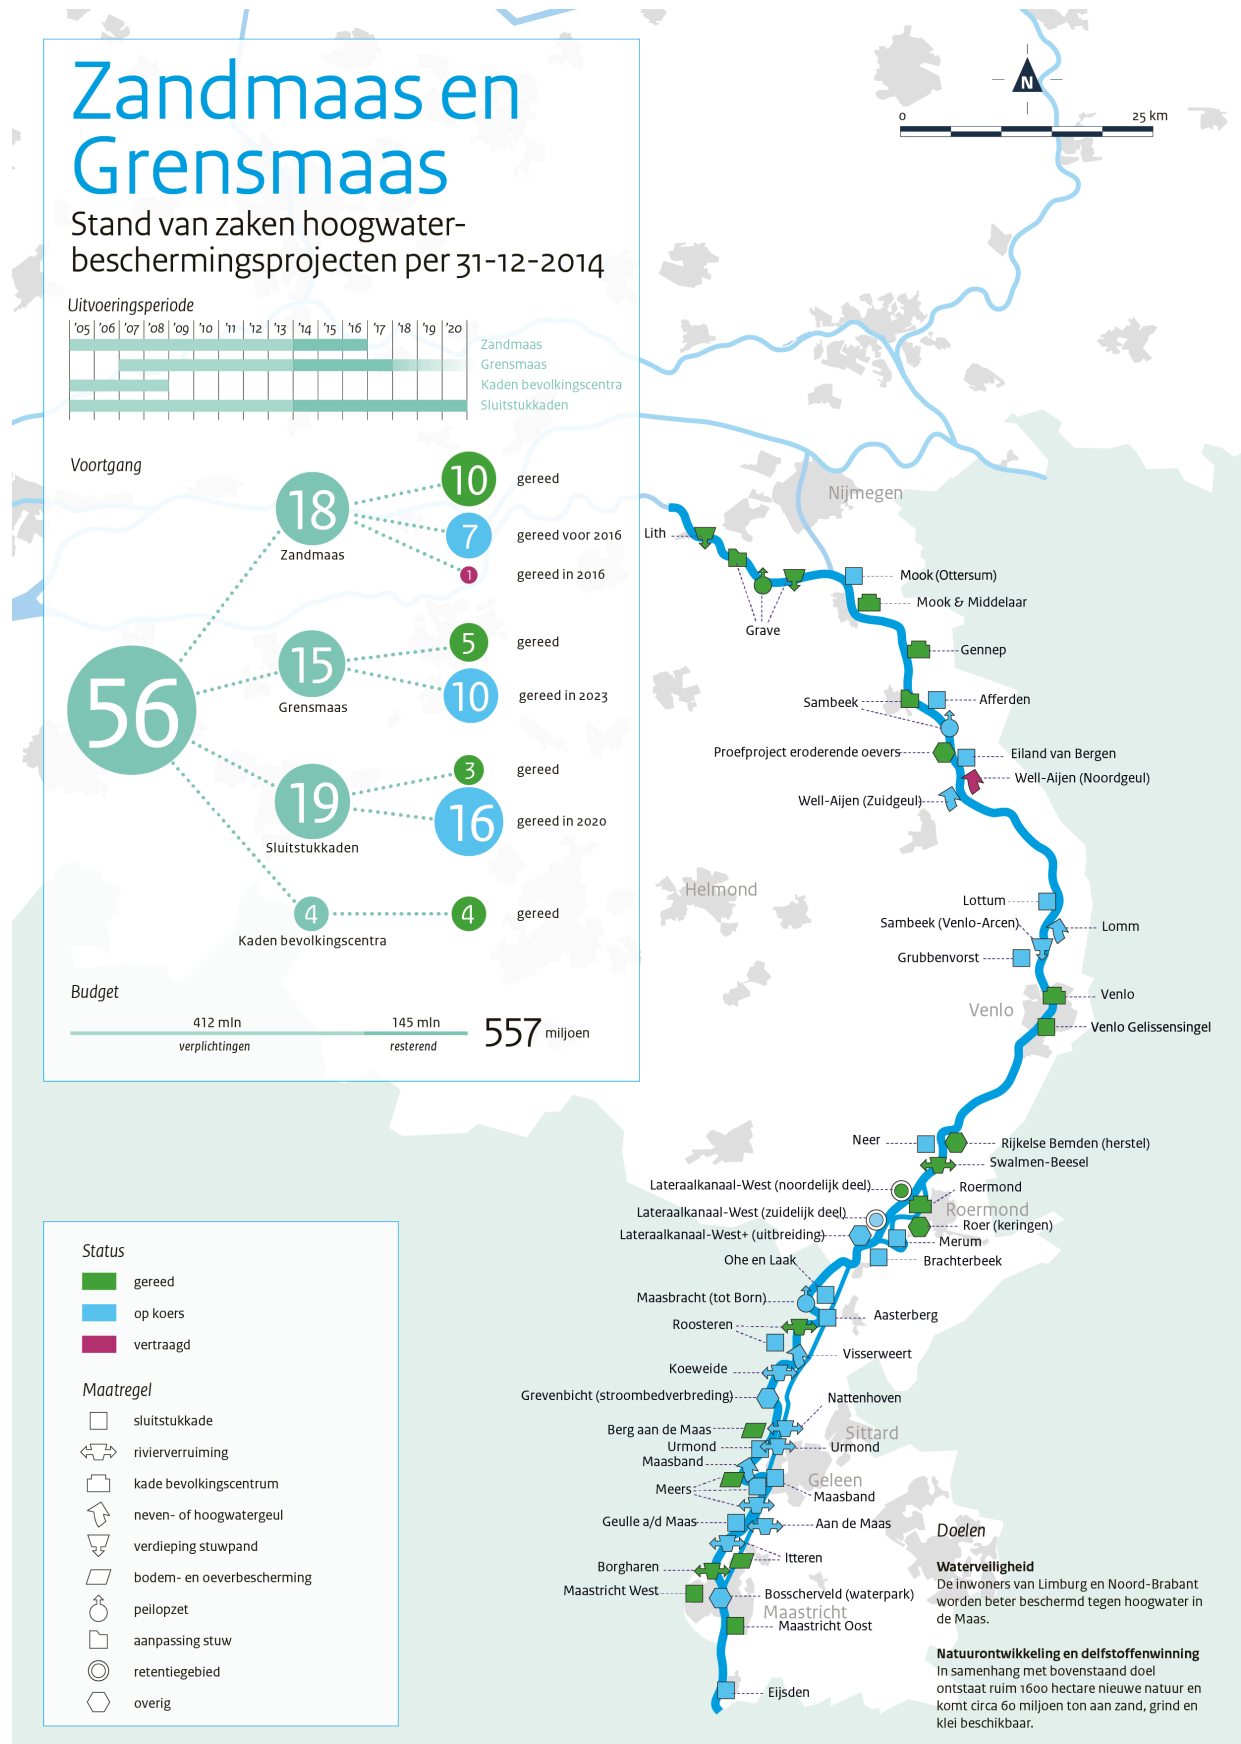 Zandmaas en
Grensmaas
Stand van zaken hoogwater-
beschermingsprojecten per 31-12-2014
Uitvoeringsperiode
'05 '06 '07 '08 '09 '10 '11 '12 '13 '14 '15 '16 '17 '18 '19 '20
Zandmaas
Grensmaas
Kaden bevolkingscentra
Sluitstukkaden
Voortgang
56
18
Zandmaas
10 gereed
7 gereed voor 2016
1 gereed in 2016
15
Grensmaas
5 gereed
10 gereed in 2023
19
Sluitstukkaden
3 gereed
16 gereed in 2020
4
Kaden bevolkingscentra
4 gereed
Budget
412 mln
verplichtingen
145 mln
resterend
557 miljoen
Status
gereed
op koers
vertraagd
Maatregel
sluitstukkade
rivierverruiming
kade bevolkingscentrum
neven- of hoogwatergeul
verdieping stuwpand
bodem- en oeverbescherming
peilopzet
aanpassing stuw
retentiegebied
overig
N
0 25 km
Nijmegen
Lith
Grave
Mook (Ottersum)
Mook & Middelaar
Gennep
Sambeek
Afferden
Proefproject eroderende oevers
Eiland van Bergen
Well-Aijen (Noordgeul)
Well-Aijen (Zuidgeul)
Helmond
Lottum
Sambeek (Venlo-Arcen)
Lomm
Grubbenvorst
Venlo
Venlo
Venlo Gelissensingel
Neer
Rijkelse Bemden (herstel)
Swalmen-Beesel
Lateraalkanaal-West (noordelijk deel)
Roermond
Roermond
Lateraalkanaal-West (zuidelijk deel)
Roer (keringen)
Lateraalkanaal-West+ (uitbreiding)
Merum
Ohe en Laak
Brachterbeek
Maasbracht (tot Born)
Aasterberg
Roosteren
Visserweert
Koeweide
Grevenbicht (stroombedverbreding)
Nattenhoven
Berg aan de Maas
Sittard
Urmond
Urmond
Maasband
Geleen
Meers
Maasband
Geulle a/d Maas
Aan de Maas
Itteren
Borgharen
Maastricht West
Bosscherveld (waterpark)
Maastricht
Maastricht Oost
Eijsden
Doelen
Waterveiligheid
De inwoners van Limburg en Noord-Brabant
worden beter beschermd tegen hoogwater in
de Maas.
Natuurontwikkeling en delfstoffenwinning
In samenhang met bovenstaand doel
ontstaat ruim 1600 hectare nieuwe natuur en
komt circa 60 miljoen ton aan zand, grind en
klei beschikbaar.